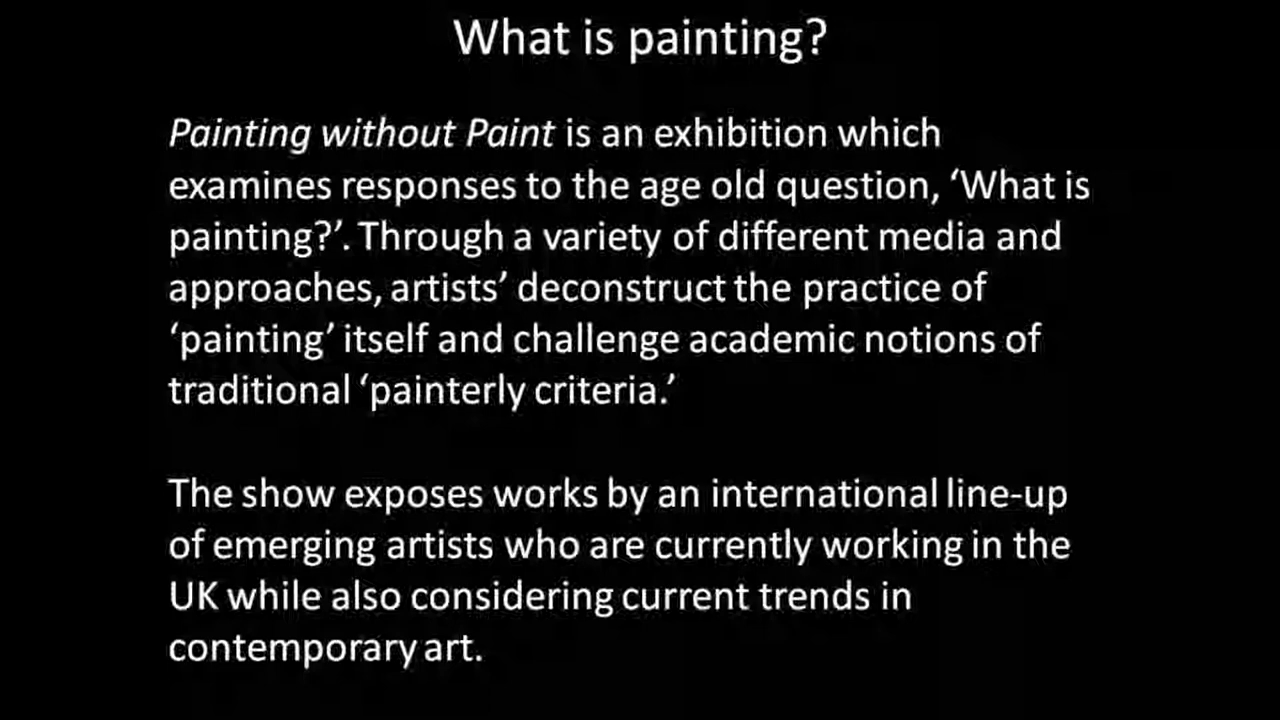 What is painting?
Painting without Paint is an exhibition which
examines responses to the age old question, ‘What is
painting?’. Through a variety of different media and
approaches, artists’ deconstruct the practice of
‘painting’ itself and challenge academic notions of
traditional ‘painterly criteria.’
The show exposes works by an international line-up
of emerging artists who are currently working in the
UK while also considering current trends in
contemporary art.